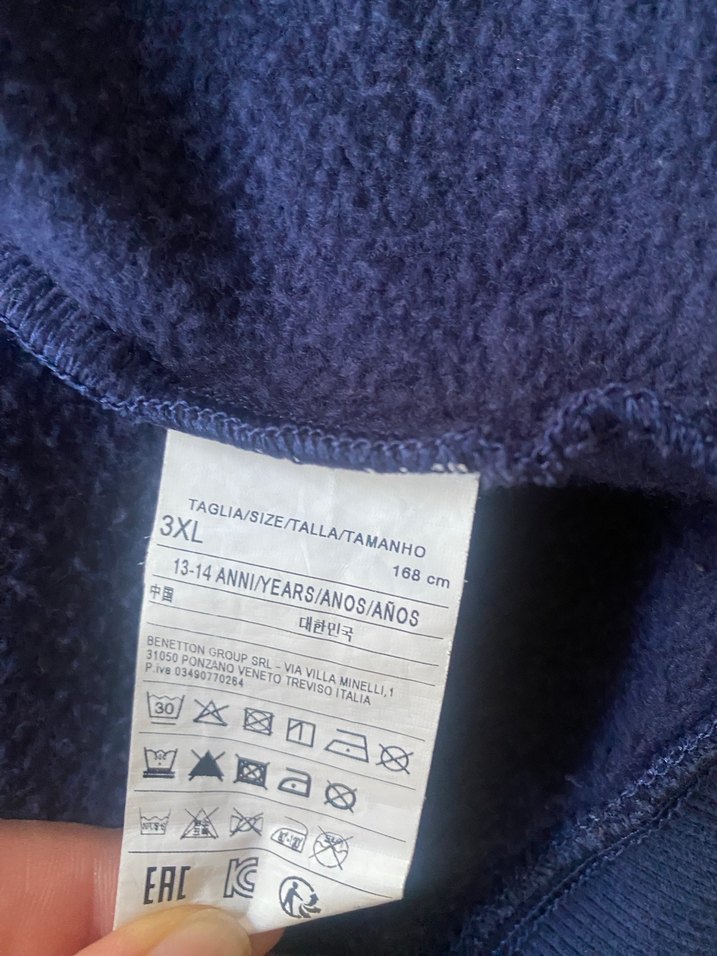 TAGLIA/SIZE/TALLA/TAMANHO
3XL
168 cm
13-14 ANNI/YEARS/ANOS/AÑOS
中国
대한민국
BENETTON GROUP SRL - VIA VILLA MINELLI,1
31050 PONZANO VENETO TREVISO ITALIA
P.iva 03490770264
30
EAC
KC